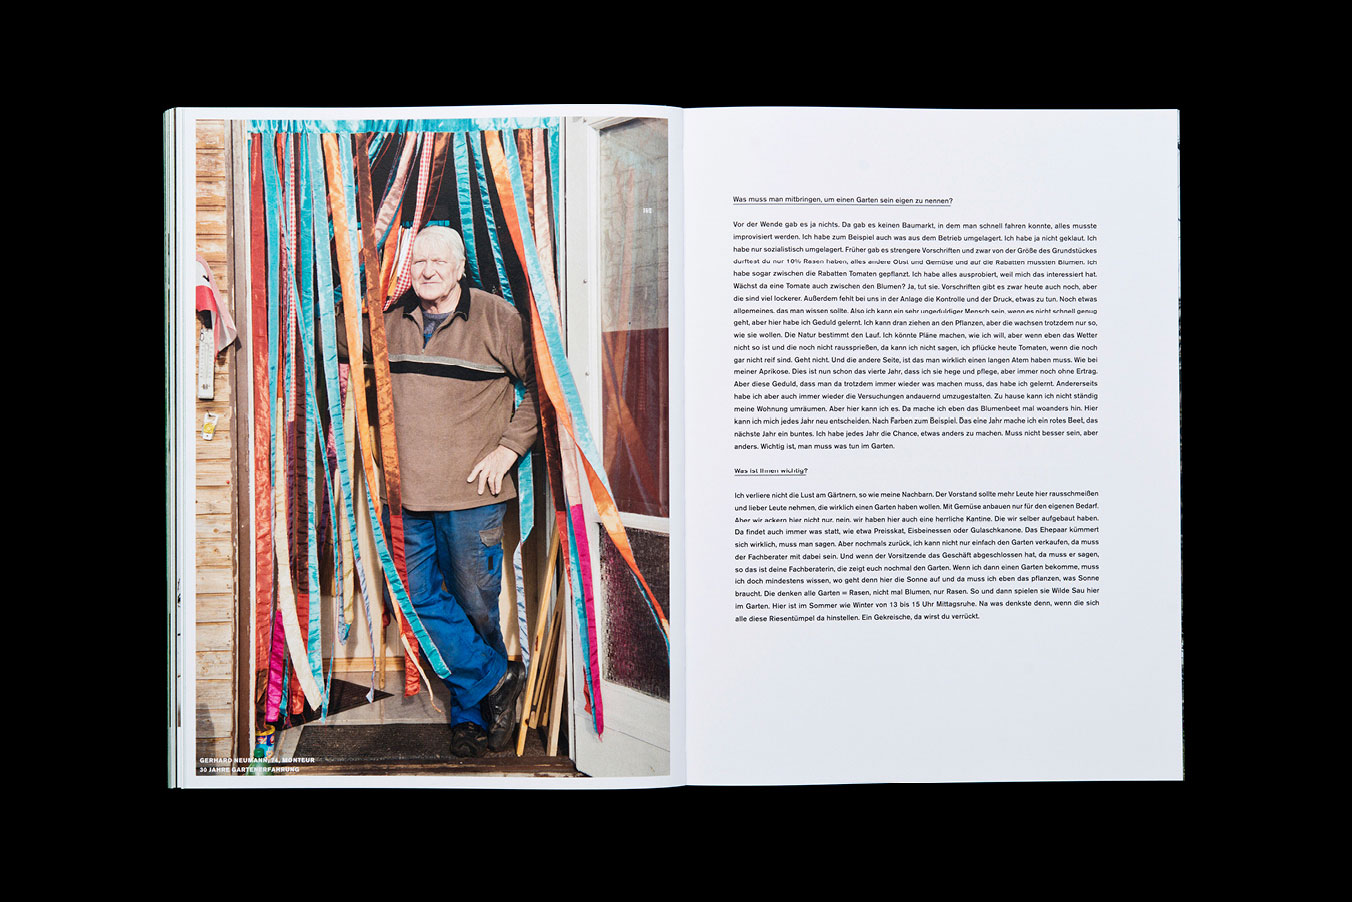 GERHARD NEUMANN, 74, MONTEUR
30 JAHRE GARTENERFAHRUNG
Was muss man mitbringen, um einen Garten sein eigen zu nennen?
Vor der Wende gab es ja nichts. Da gab es keinen Baumarkt, in dem man schnell fahren konnte, alles musste
improvisiert werden. Ich habe zum Beispiel auch was aus dem Betrieb umgelagert. Ich habe ja nicht geklaut. Ich
habe nur sozialistisch umgelagert. Früher gab es strengere Vorschriften und zwar von der Größe des Grundstückes
durftest du nur 10% Rasen haben, alles andere Obst und Gemüse und auf die Rabatten mussten Blumen. Ich
habe sogar zwischen die Rabatten Tomaten gepflanzt. Ich habe alles ausprobiert, weil mich das interessiert hat.
Wächst da eine Tomate auch zwischen den Blumen? Ja, tut sie. Vorschriften gibt es zwar heute auch noch, aber
die sind viel lockerer. Außerdem fehlt bei uns in der Anlage die Kontrolle und der Druck, etwas zu tun. Noch etwas
allgemeines, das man wissen sollte. Also ich kann ein sehr ungeduldiger Mensch sein, wenn es nicht schnell genug
geht, aber hier habe ich Geduld gelernt. Ich kann dran ziehen an den Pflanzen, aber die wachsen trotzdem nur so,
wie sie wollen. Die Natur bestimmt den Lauf. Ich könnte Pläne machen, wie ich will, aber wenn eben das Wetter
nicht so ist und die noch nicht raussprießen, da kann ich nicht sagen, ich pflücke heute Tomaten, wenn die noch
gar nicht reif sind. Geht nicht. Und die andere Seite, ist das man wirklich einen langen Atem haben muss. Wie bei
meiner Aprikose. Dies ist nun schon das vierte Jahr, dass ich sie hege und pflege, aber immer noch ohne Ertrag.
Aber diese Geduld, dass man da trotzdem immer wieder was machen muss, das habe ich gelernt. Andererseits
habe ich aber auch immer wieder die Versuchungen andauernd umzugestalten. Zu hause kann ich nicht ständig
meine Wohnung umräumen. Aber hier kann ich es. Da mache ich eben das Blumenbeet mal woanders hin. Hier
kann ich mich jedes Jahr neu entscheiden. Nach Farben zum Beispiel. Das eine Jahr mache ich ein rotes Beet, das
nächste Jahr ein buntes. Ich habe jedes Jahr die Chance, etwas anders zu machen. Muss nicht besser sein, aber
anders. Wichtig ist, man muss was tun im Garten.
Was ist Ihnen wichtig?
Ich verliere nicht die Lust am Gärtnern, so wie meine Nachbarn. Der Vorstand sollte mehr Leute hier rausschmeißen
und lieber Leute nehmen, die wirklich einen Garten haben wollen. Mit Gemüse anbauen nur für den eigenen Bedarf.
Aber wir ackern hier nicht nur, nein, wir haben hier auch eine herrliche Kantine. Die wir selber aufgebaut haben.
Da findet auch immer was statt, wie etwa Preisskat, Eisbeinessen oder Gulaschkanone. Das Ehepaar kümmert
sich wirklich, muss man sagen. Aber nochmals zurück, ich kann nicht nur einfach den Garten verkaufen, da muss
der Fachberater mit dabei sein. Und wenn der Vorsitzende das Geschäft abgeschlossen hat, da muss er sagen,
so das ist deine Fachberaterin, die zeigt euch nochmal den Garten. Wenn ich dann einen Garten bekomme, muss
ich doch mindestens wissen, wo geht denn hier die Sonne auf und da muss ich eben das pflanzen, was Sonne
braucht. Die denken alle Garten = Rasen, nicht mal Blumen, nur Rasen. So und dann spielen sie Wilde Sau hier
im Garten. Hier ist im Sommer wie Winter von 13 bis 15 Uhr Mittagsruhe. Na was denkste denn, wenn die sich
alle diese Riesentümpel da hinstellen. Ein Gekreische, da wirst du verrückt.